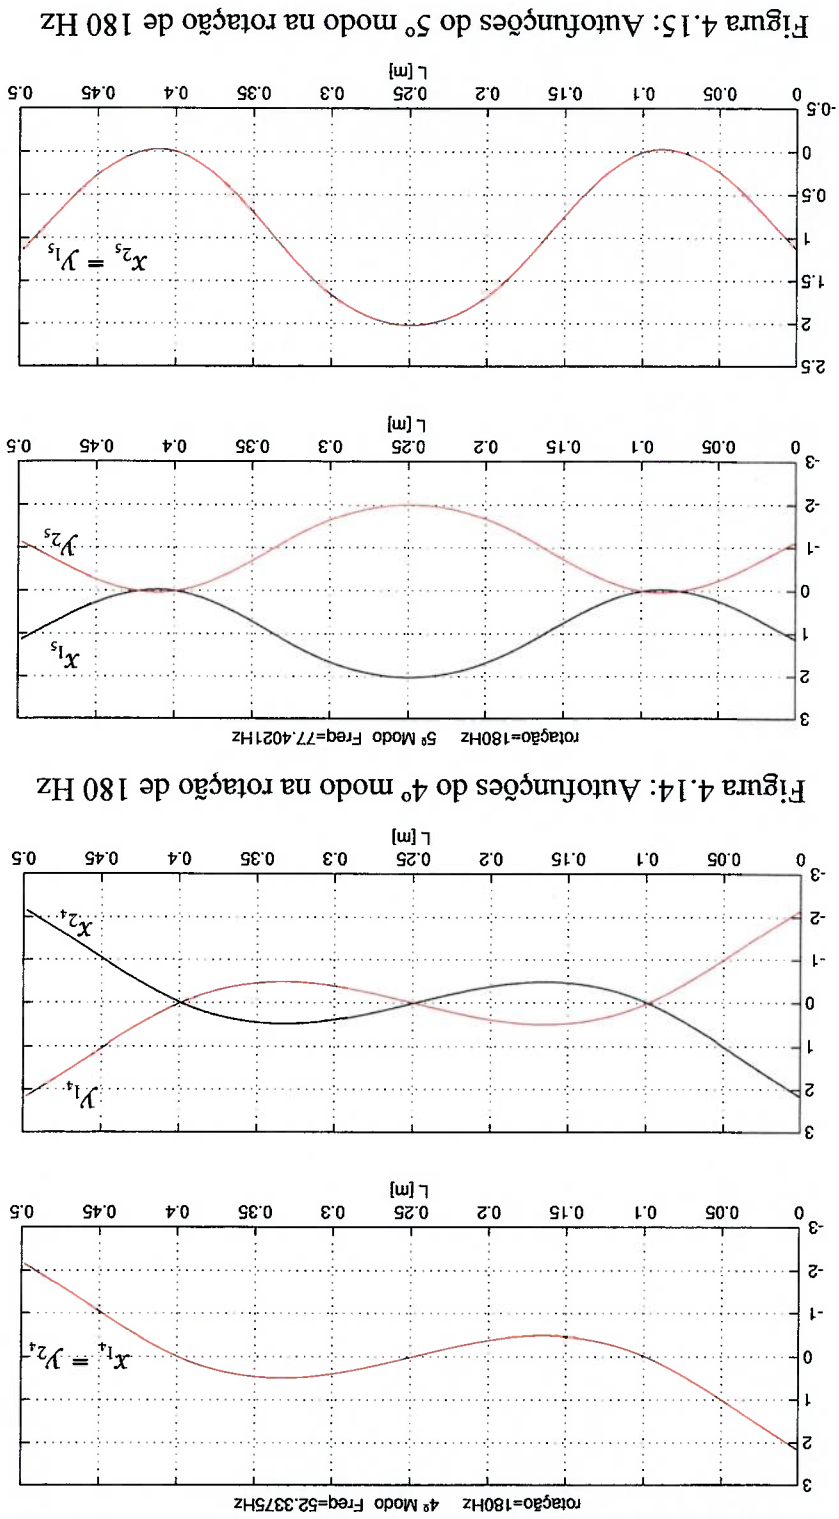 rotação=180Hz 4º Modo Freq=52.3375Hz
3
2
1
0
-1
-2
-3
x₁₄ = y₂₄
0 0.05 0.1 0.15 0.2 0.25 0.3 0.35 0.4 0.45 0.5
L [m]
3
2
1
0
-1
-2
-3
y₁₄
x₂₄
0 0.05 0.1 0.15 0.2 0.25 0.3 0.35 0.4 0.45 0.5
L [m]
Figura 4.14: Autofunções do 4º modo na rotação de 180 Hz
rotação=180Hz 5º Modo Freq=77.4021Hz
3
2
1
0
-1
-2
-3
x₁₅
y₂₅
0 0.05 0.1 0.15 0.2 0.25 0.3 0.35 0.4 0.45 0.5
L [m]
2.5
2
1.5
1
0.5
0
-0.5
x₂₅ = y₁₅
0 0.05 0.1 0.15 0.2 0.25 0.3 0.35 0.4 0.45 0.5
L [m]
Figura 4.15: Autofunções do 5º modo na rotação de 180 Hz